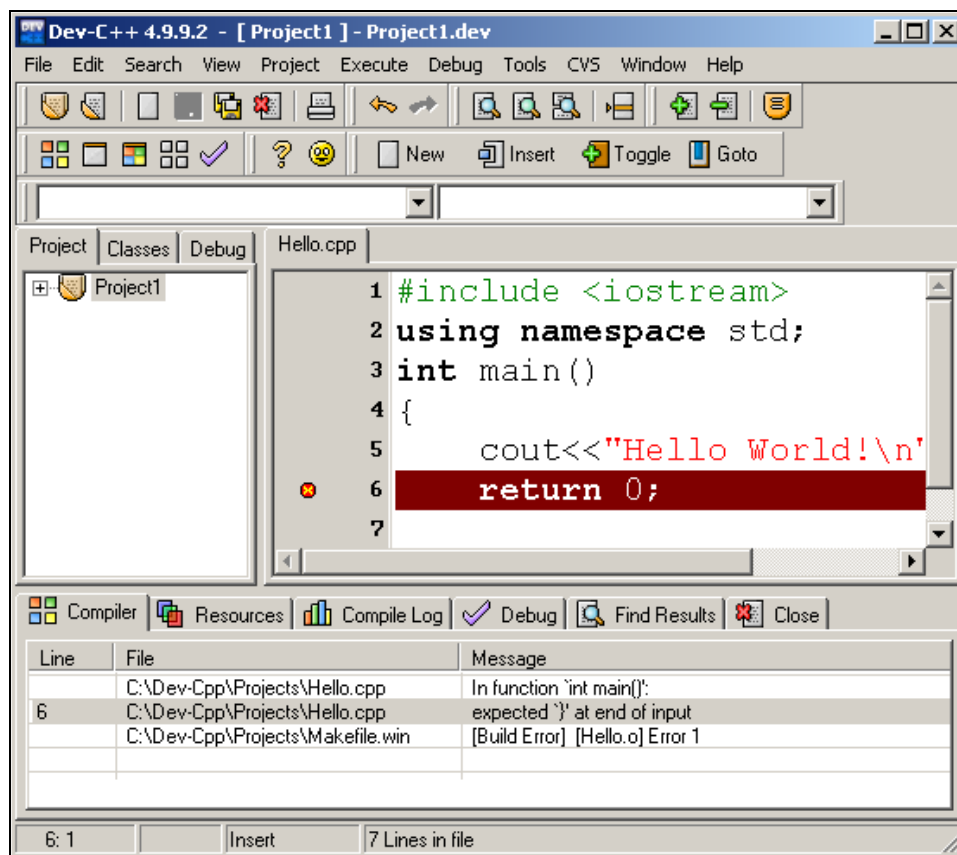 Dev-C++ 4.9.9.2 - [ Project1 ] - Project1.dev
File Edit Search View Project Execute Debug Tools CVS Window Help
New Insert Toggle Goto
Project Classes Debug Hello.cpp
Project1
1 #include <iostream>
2 using namespace std;
3 int main()
4 {
5 cout<<"Hello World!\n"
6 return 0;
7
Compiler Resources Compile Log Debug Find Results Close
Line File Message
C:\Dev-Cpp\Projects\Hello.cpp In function `int main()':
6 C:\Dev-Cpp\Projects\Hello.cpp expected `}' at end of input
C:\Dev-Cpp\Projects\Makefile.win [Build Error] [Hello.o] Error 1
6: 1 Insert 7 Lines in file